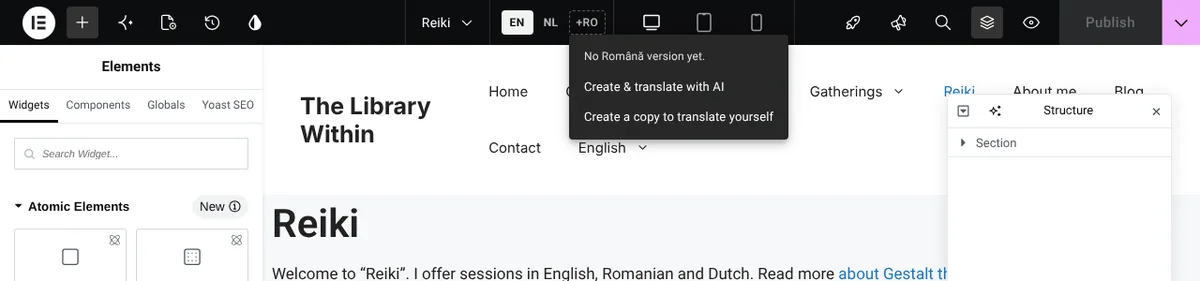 Reiki
EN
NL
+RO
Publish
No Română version yet.
Create & translate with AI
Create a copy to translate yourself
Elements
Widgets
Components
Globals
Yoast SEO
Search Widget...
Atomic Elements
New
The Library
Within
Home
Gatherings
Reiki
About me
Blog
Contact
English
Structure
Section
Reiki
Welcome to “Reiki”. I offer sessions in English, Romanian and Dutch. Read more about Gestalt